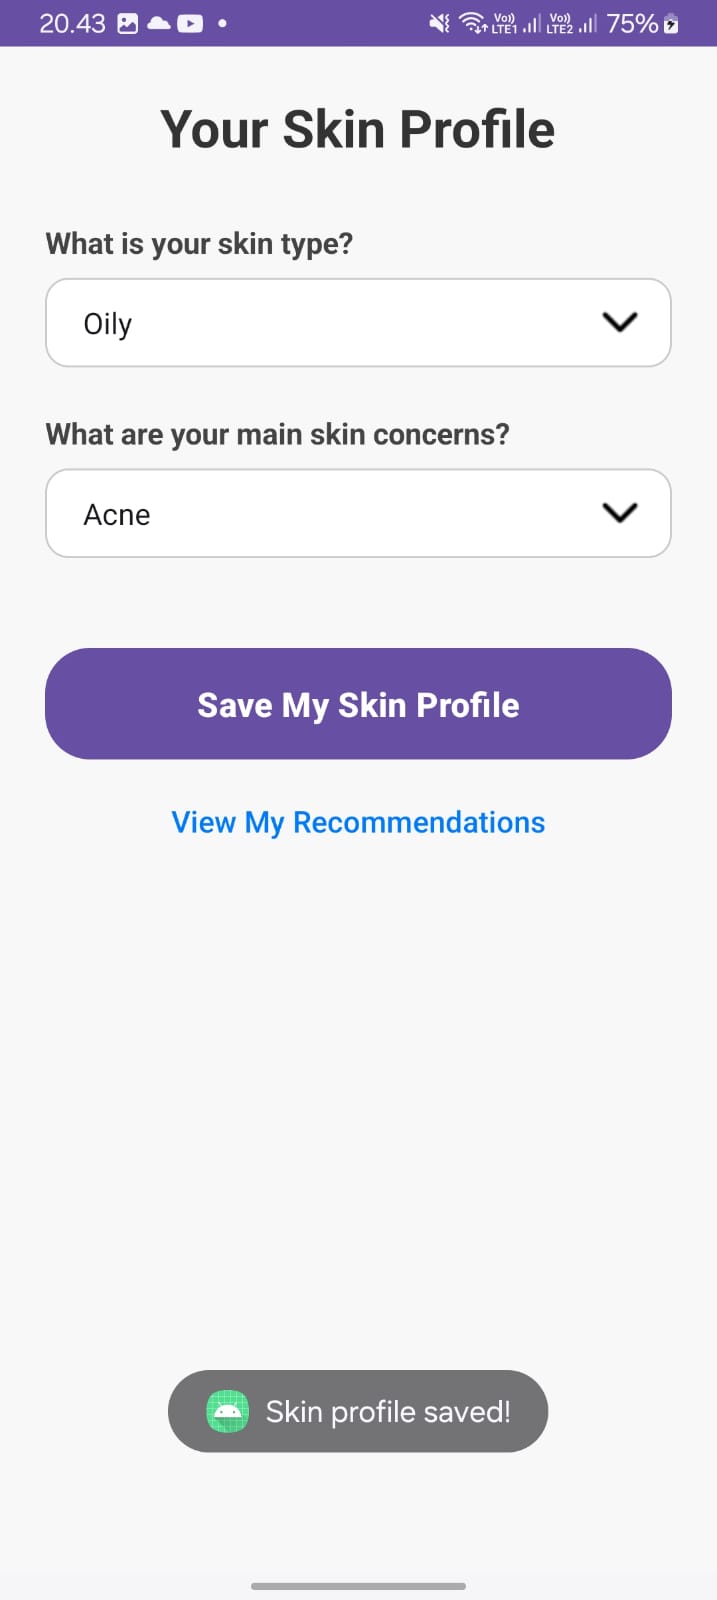 20.43
Vo)) LTE1 Vo)) LTE2 75%
Your Skin Profile
What is your skin type?
Oily
What are your main skin concerns?
Acne
Save My Skin Profile
View My Recommendations
Skin profile saved!